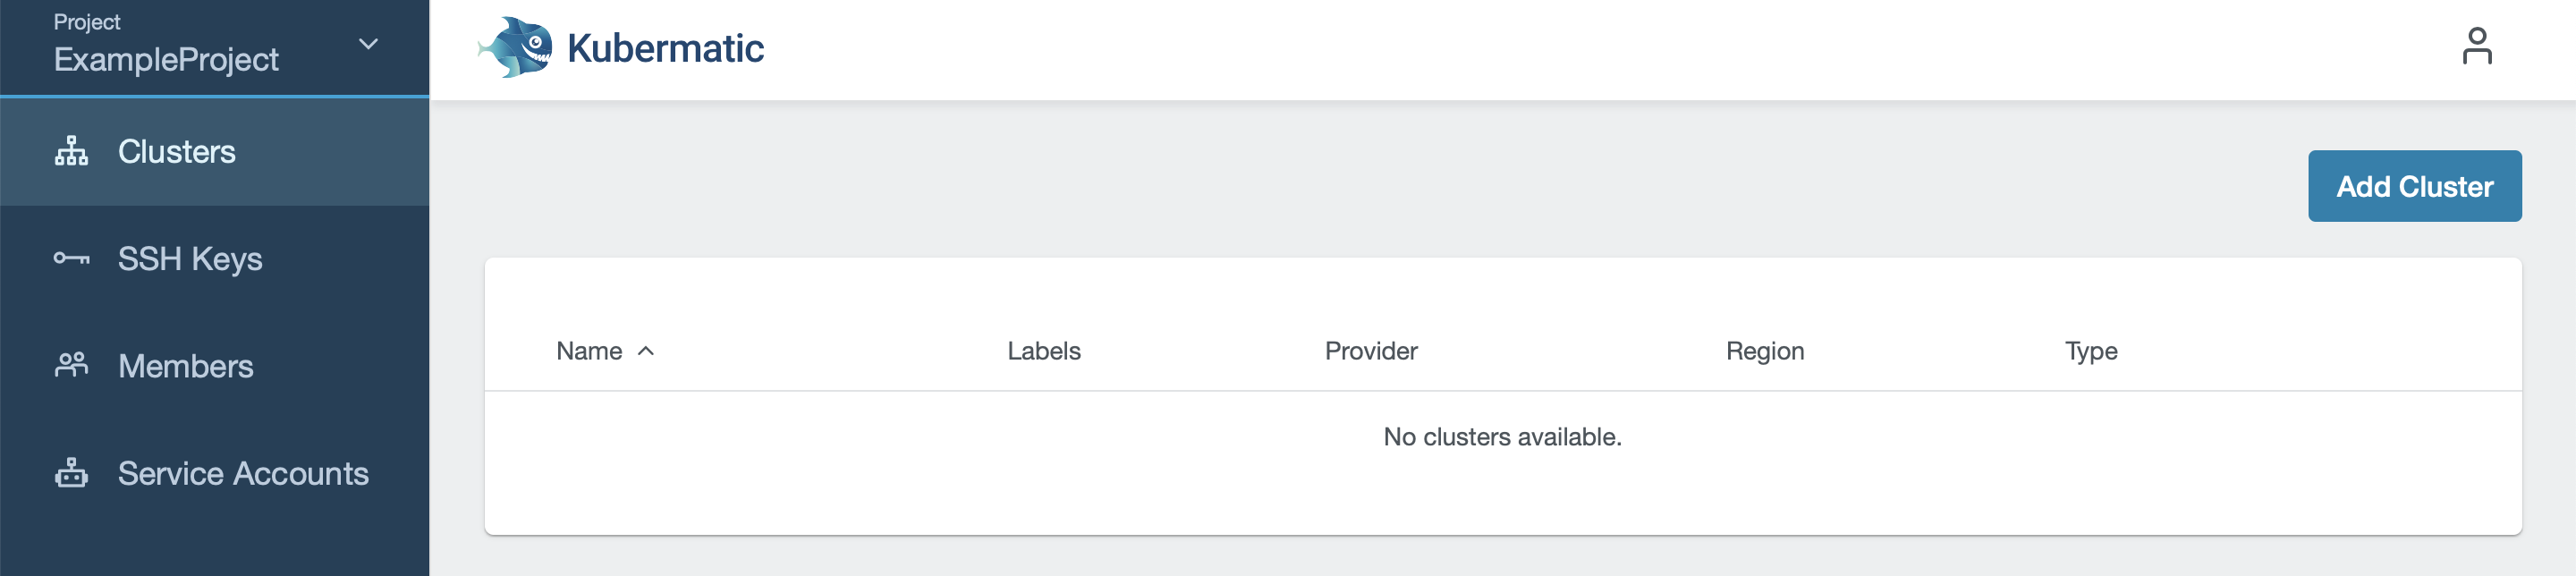 Project
ExampleProject
Clusters
SSH Keys
Members
Service Accounts
Kubermatic
Add Cluster
Name Labels Provider Region Type
No clusters available.